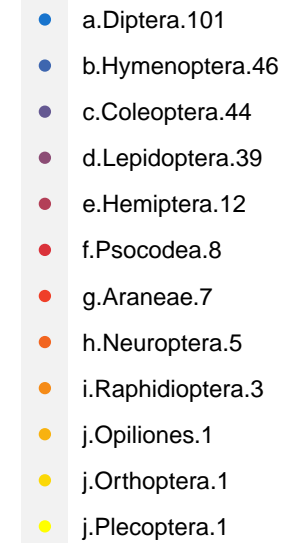 a.Diptera.101
b.Hymenoptera.46
c.Coleoptera.44
d.Lepidoptera.39
e.Hemiptera.12
f.Psocodea.8
g.Araneae.7
h.Neuroptera.5
i.Raphidioptera.3
j.Opiliones.1
j.Orthoptera.1
j.Plecoptera.1